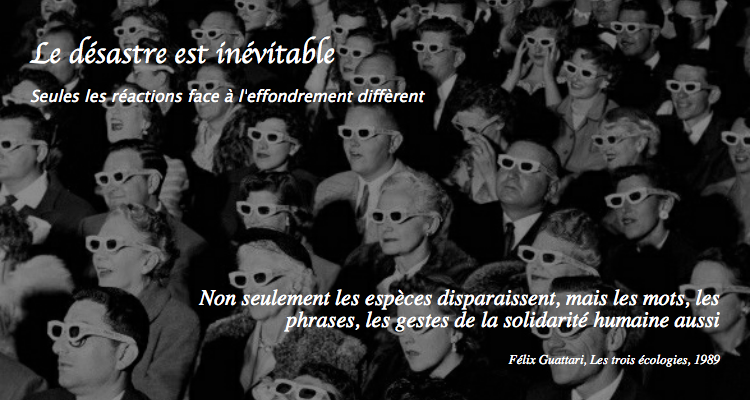 Le désastre est inévitable
Seules les réactions face à l'effondrement diffèrent
Non seulement les espèces disparaissent, mais les mots, les
phrases, les gestes de la solidarité humaine aussi
Félix Guattari, Les trois écologies, 1989